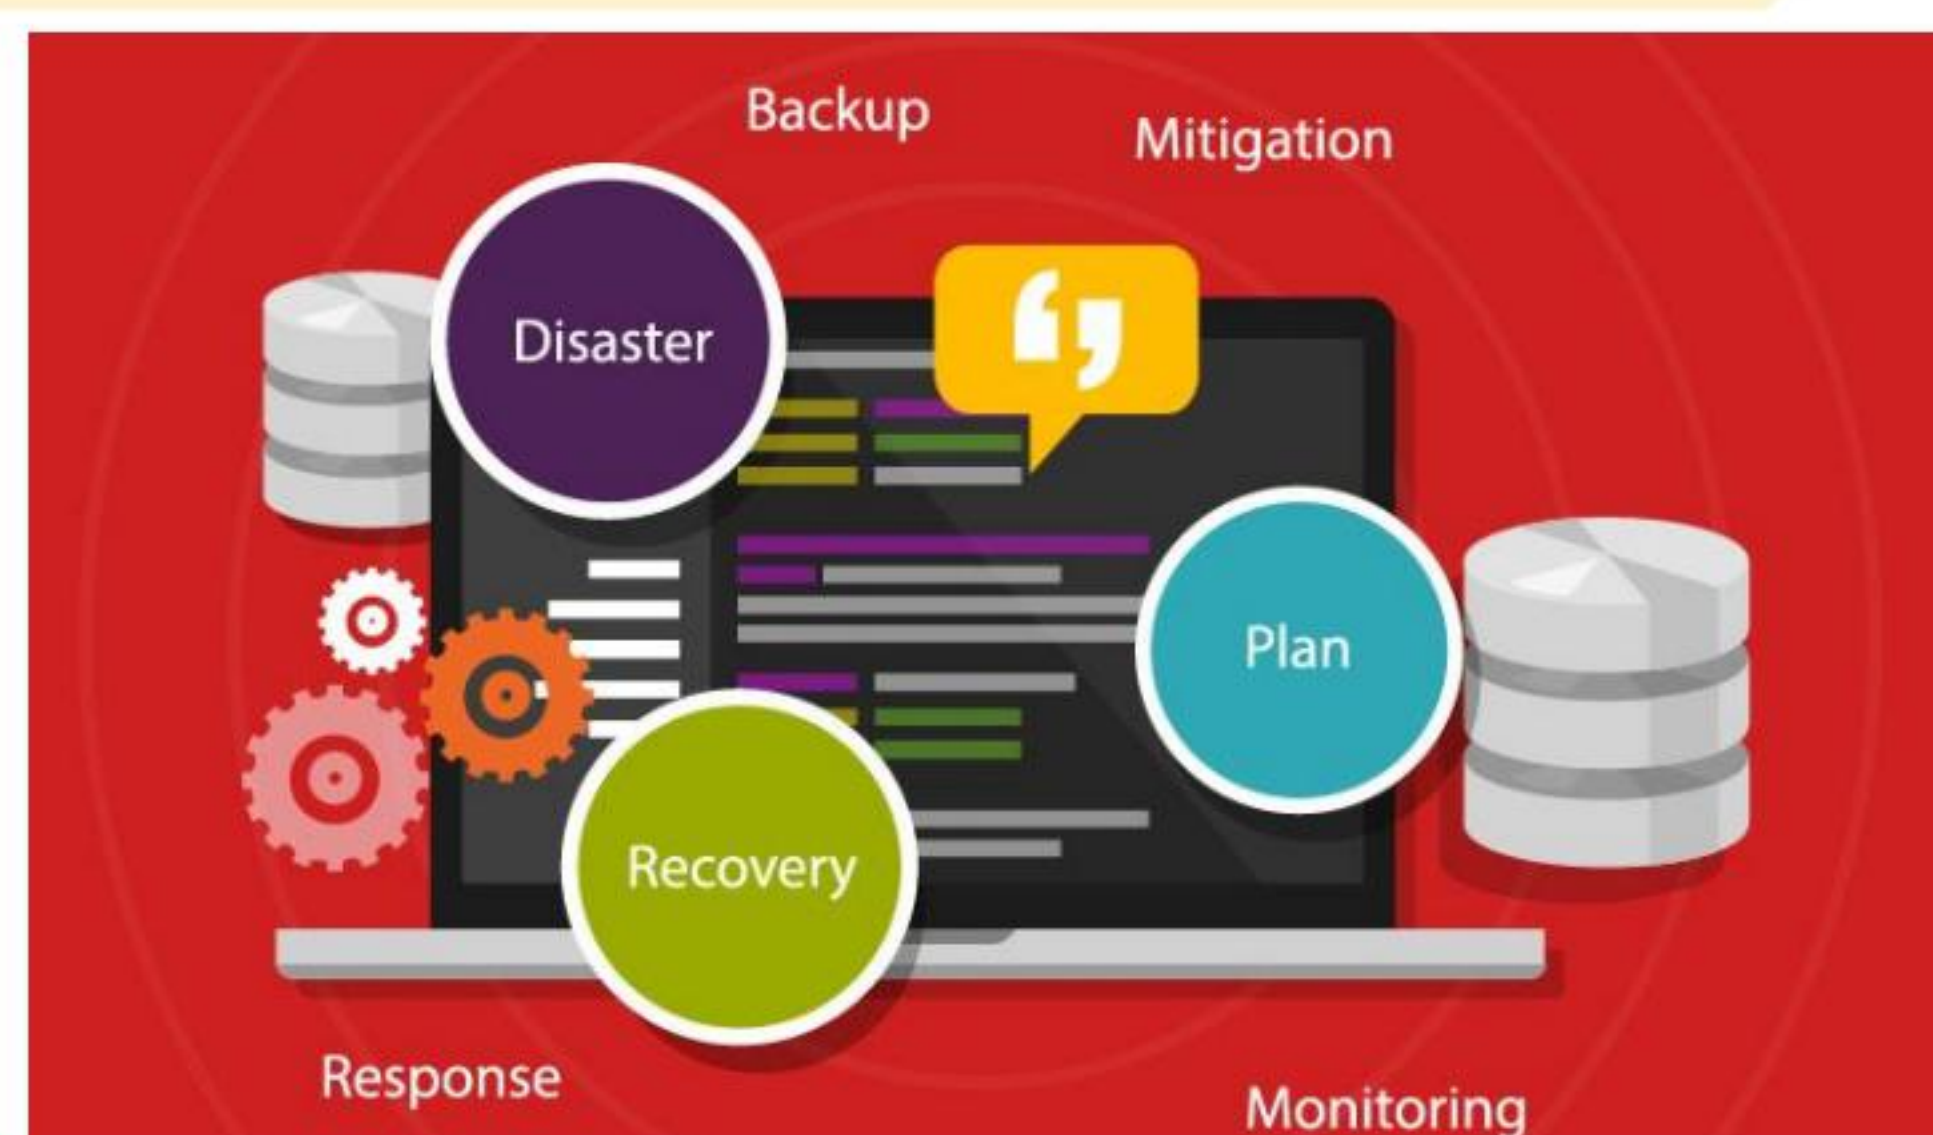 Backup
Mitigation
Disaster
Plan
Recovery
Response
Monitoring